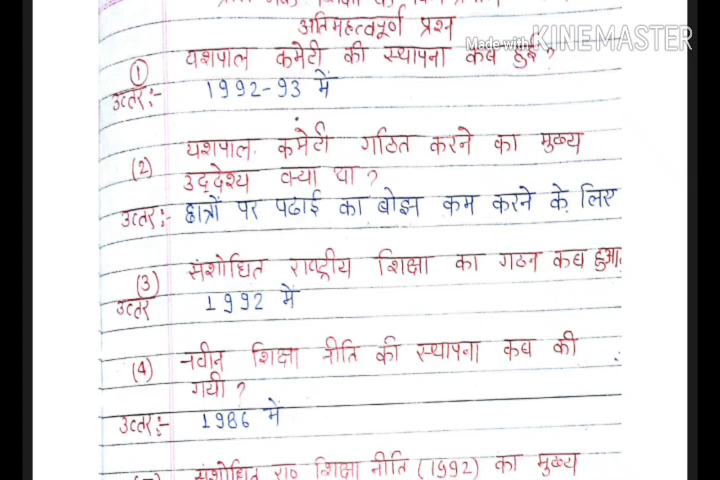 अतिमहत्वपूर्ण प्रश्न
Made with KINEMASTER
① यशपाल कमेटी की स्थापना कब हुई?
उत्तर:- 1992-93 में
(2) यशपाल कमेटी गठित करने का मुख्य
उद्देश्य क्या था?
उत्तर:- छात्रों पर पढाई का बोझ कम करने के लिए
(3) संशोधित राष्ट्रीय शिक्षा का गठन कब हुआ.
उत्तर 1992 में
(4) नवीन शिक्षा नीति की स्थापना कब की
गयी ?
उत्तर:- 1986 में
संशोधित रा० शिक्षा नीति (1992) का मुख्य